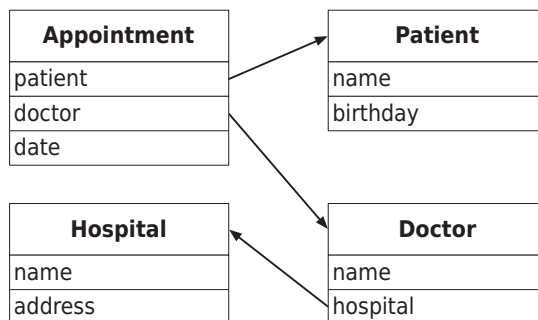 Appointment
patient
doctor
date
Patient
name
birthday
Hospital
name
address
Doctor
name
hospital